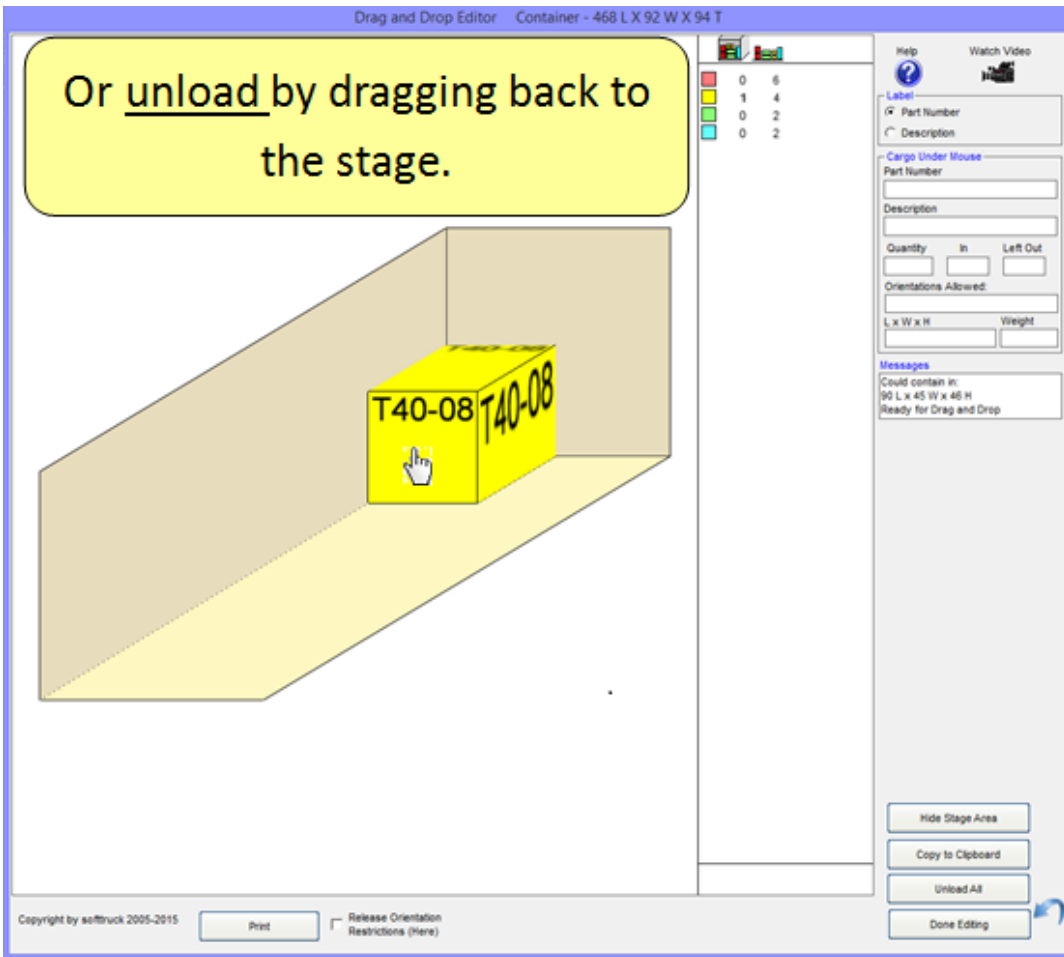 Drag and Drop Editor Container - 468 L X 92 W X 94 T
Or unload by dragging back to
the stage.
0 6
1 4
0 2
0 2
Help Watch Video
Label
Part Number
Description
Cargo Under Mouse
Part Number
Description
Quantity In Left Out
Orientations Allowed:
L x W x H Weight
Messages
Could contain in:
90 L x 45 W x 46 H
Ready for Drag and Drop
T40-08
T40-08
T40-08
Hide Stage Area
Copy to Clipboard
Unload All
Done Editing
Copyright by softtruck 2005-2015
Print
Release Orientation
Restrictions (Here)